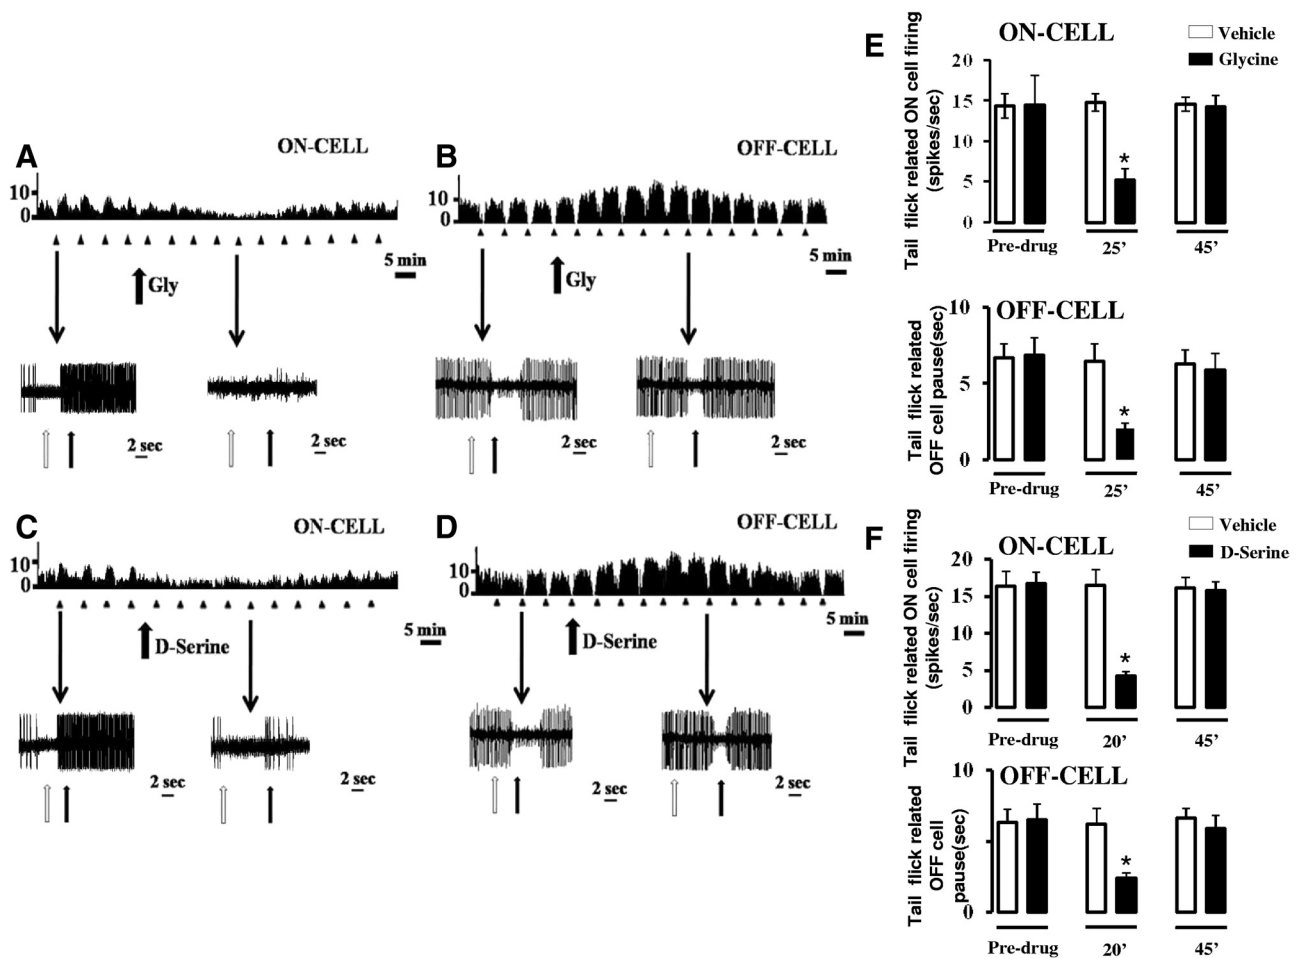 A
ON-CELL
10
0
5 min
Gly
2 sec
2 sec
B
OFF-CELL
10
0
5 min
Gly
2 sec
2 sec
C
ON-CELL
10
0
5 min
D-Serine
2 sec
2 sec
D
OFF-CELL
10
0
5 min
D-Serine
2 sec
2 sec
E
ON-CELL
Vehicle
Glycine
Tail flick related ON cell firing
(spikes/sec)
20
15
10
5
0
*
Pre-drug
25’
45’
OFF-CELL
Tail flick related
OFF cell pause(sec)
10
5
0
*
Pre-drug
25’
45’
F
ON-CELL
Vehicle
D-Serine
Tail flick related ON cell firing
(spikes/sec)
20
15
10
5
0
*
Pre-drug
20’
45’
OFF-CELL
Tail flick related
OFF cell
pause(sec)
10
0
*
Pre-drug
20’
45’